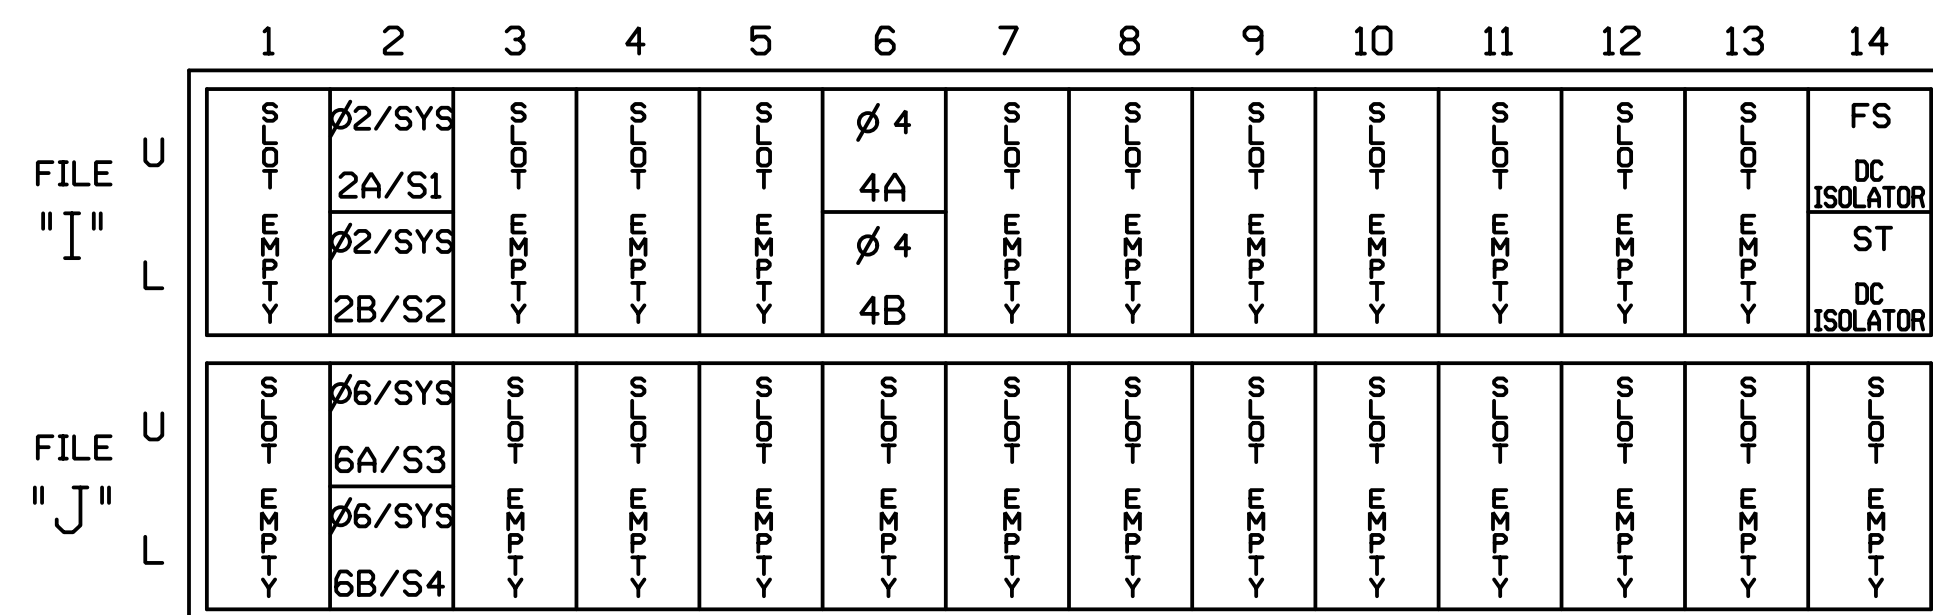 1 2 3 4 5 6 7 8 9 10 11 12 13 14
FILE "I"
U
L
SLOT EMPTY
ø2/SYS
2A/S1
ø2/SYS
2B/S2
SLOT EMPTY
SLOT EMPTY
SLOT EMPTY
ø 4
4A
ø 4
4B
SLOT EMPTY
SLOT EMPTY
SLOT EMPTY
SLOT EMPTY
SLOT EMPTY
SLOT EMPTY
SLOT EMPTY
FS
DC
ISOLATOR
ST
DC
ISOLATOR
FILE "J"
U
L
SLOT EMPTY
ø6/SYS
6A/S3
ø6/SYS
6B/S4
SLOT EMPTY
SLOT EMPTY
SLOT EMPTY
SLOT EMPTY
SLOT EMPTY
SLOT EMPTY
SLOT EMPTY
SLOT EMPTY
SLOT EMPTY
SLOT EMPTY
SLOT EMPTY
SLOT EMPTY